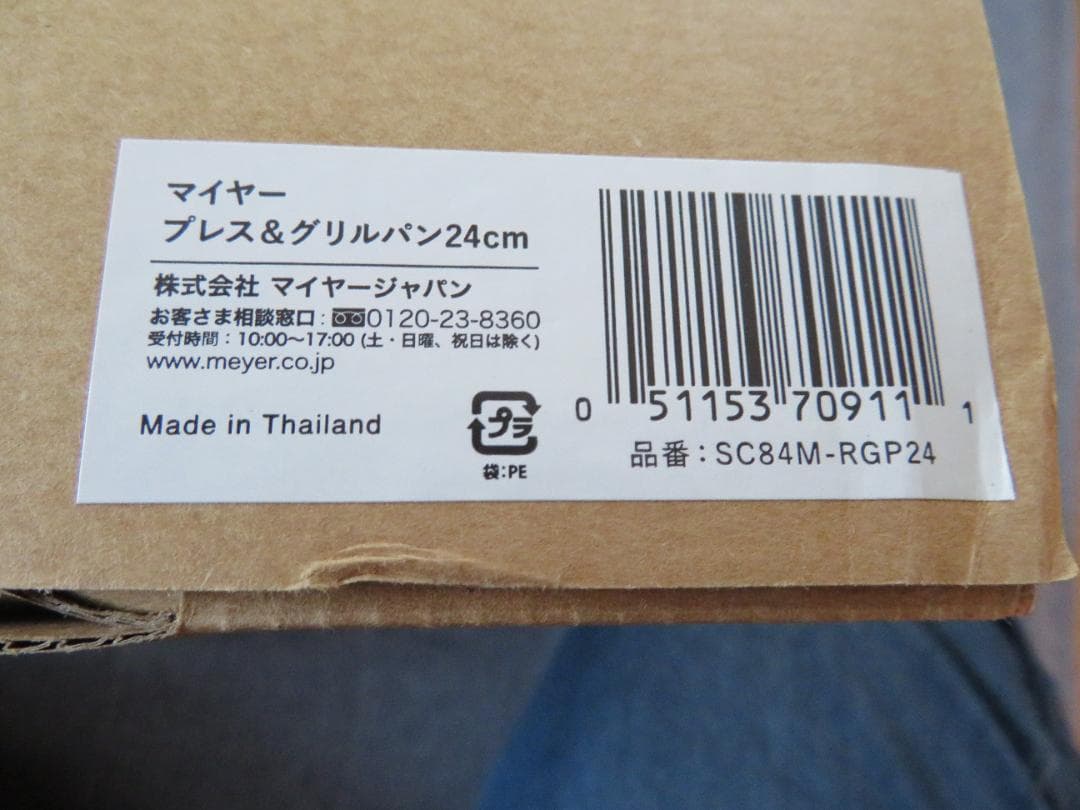 マイヤー
プレス&グリルパン24cm
株式会社 マイヤージャパン
お客さま相談窓口:0120-23-8360
受付時間:10:00〜17:00 (土・日曜、祝日は除く)
www.meyer.co.jp
Made in Thailand
プラ
袋:PE
0 51153 70911 1
品番:SC84M-RGP24